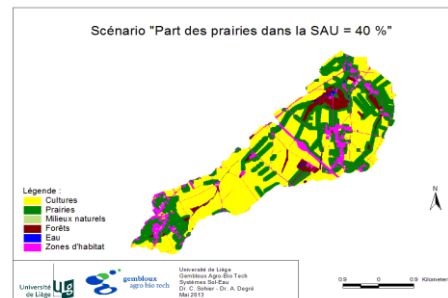 Scénario "Part des prairies dans la SAU = 40 %"
Légende :
Cultures
Prairies
Milieux naturels
Forêts
Eau
Zones d'habitat
N
Université
de Liège
gembloux
agro bio tech
Université de Liège
Gembloux Agro-Bio Tech
Systèmes Sol-Eau
Dr. C. Sohier - Dr. A. Degré
Mai 2013
0.9 0 0.9 Kilometer